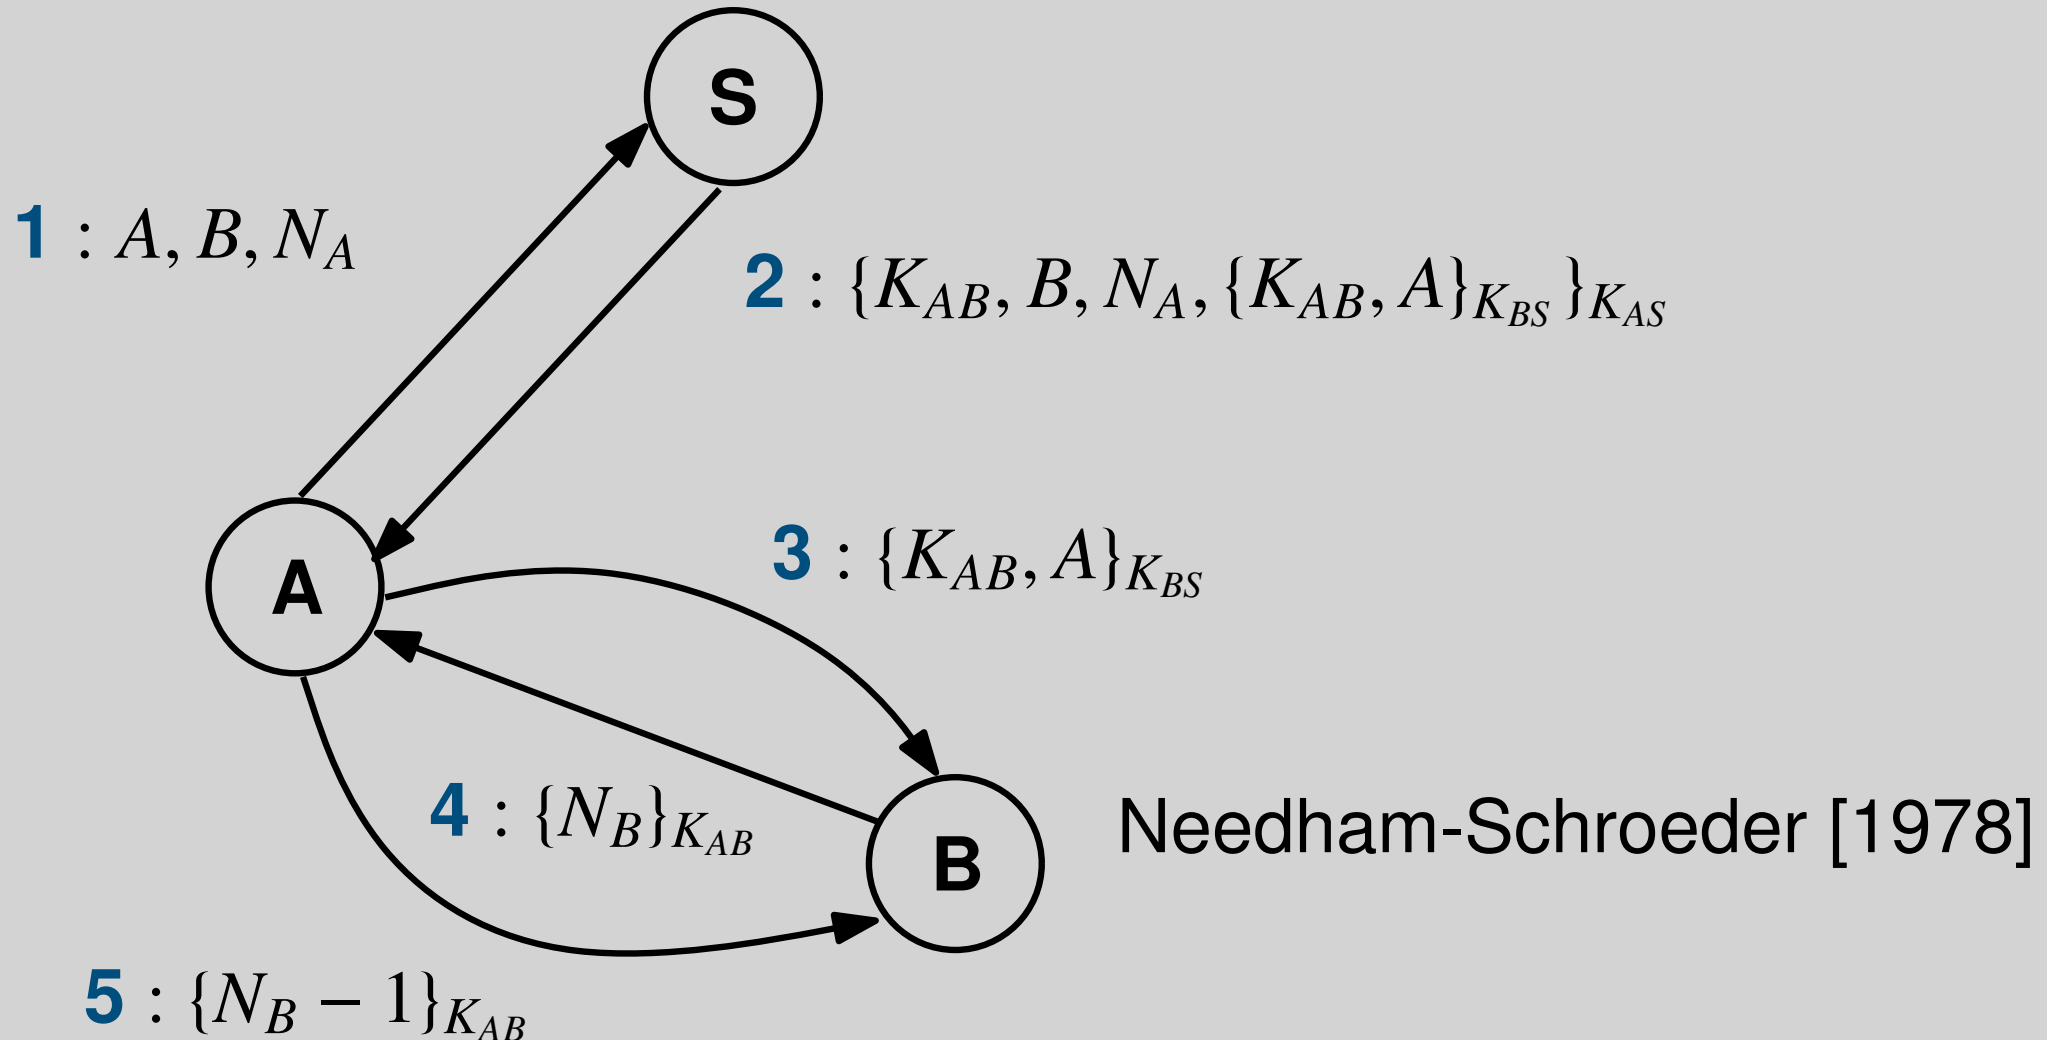 S
1 : A, B, N_A
2 : {K_AB, B, N_A, {K_AB, A}_K_BS }_K_AS
3 : {K_AB, A}_K_BS
A
4 : {N_B}_K_AB
B
Needham-Schroeder [1978]
5 : {N_B − 1}_K_AB